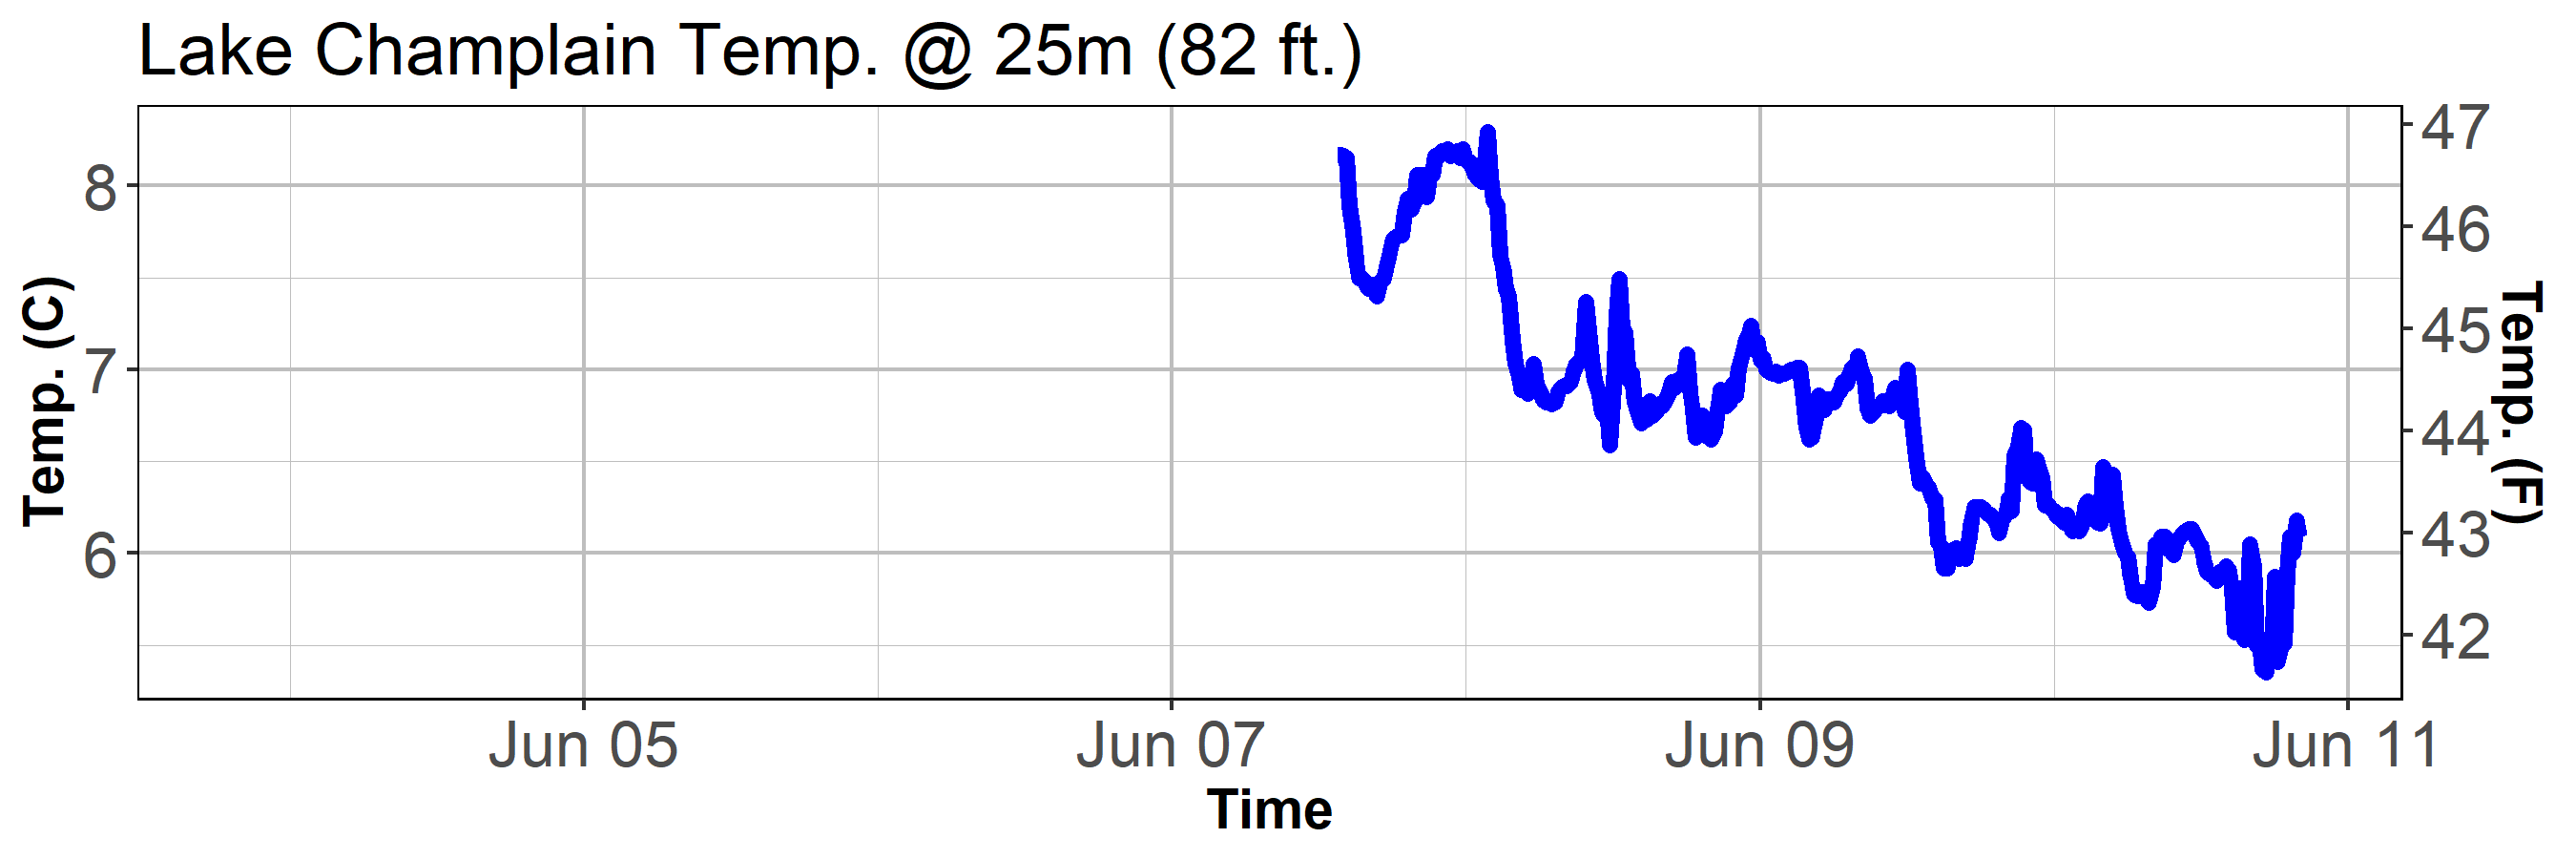 Lake Champlain Temp. @ 25m (82 ft.)
Temp. (C)
8
7
6
47
46
45
44
43
42
Temp. (F)
Jun 05 Jun 07 Jun 09 Jun 11
Time